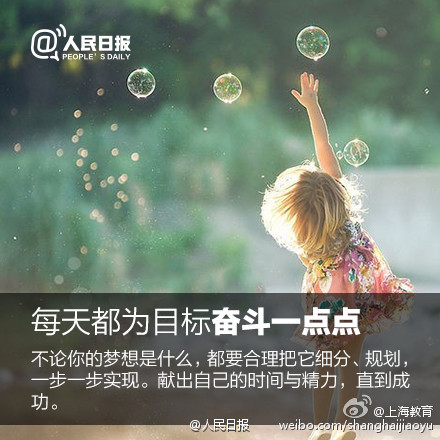 @人民日报
PEOPLE'S DAILY
每天都为目标奋斗一点点
不论你的梦想是什么，都要合理把它细分、规划，
一步一步实现。献出自己的时间与精力，直到成
功。
@上海教育
@人民日报 weibo.com/shanghaijiaoyu